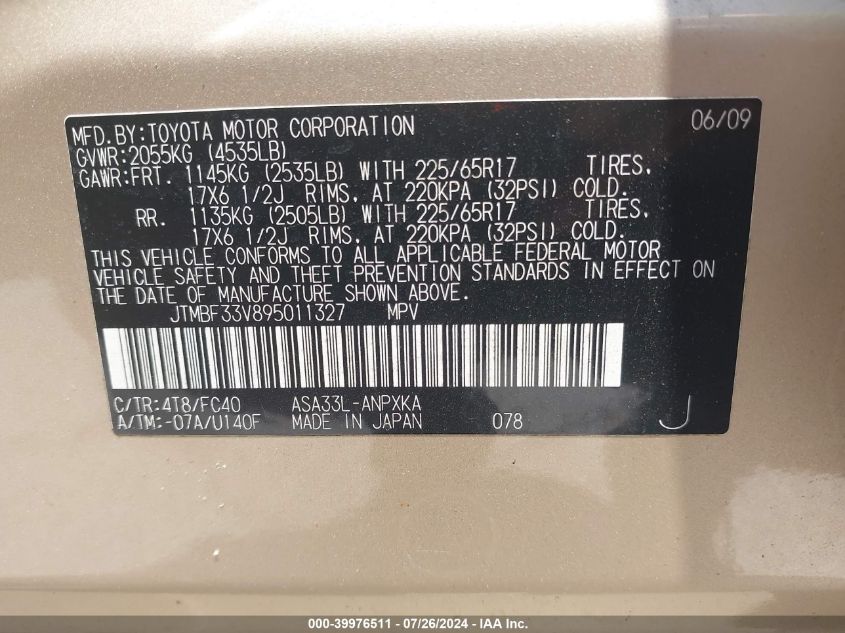 MFD.BY:TOYOTA MOTOR CORPORATION 06/09
GVWR:2055KG (4535LB)
GAWR:FRT. 1145KG (2535LB) WITH 225/65R17 TIRES,
17X6 1/2J RIMS, AT 220KPA (32PSI) COLD.
RR. 1135KG (2505LB) WITH 225/65R17 TIRES,
17X6 1/2J RIMS, AT 220KPA (32PSI) COLD.
THIS VEHICLE CONFORMS TO ALL APPLICABLE FEDERAL MOTOR
VEHICLE SAFETY AND THEFT PREVENTION STANDARDS IN EFFECT ON
THE DATE OF MANUFACTURE SHOWN ABOVE.
JTMBF33V895011327 MPV
C/TR:4T8/FC40 ASA33L-ANPXKA
A/TM:-07A/U140F MADE IN JAPAN 078 J
000-39976511 - 07/26/2024 - IAA Inc.